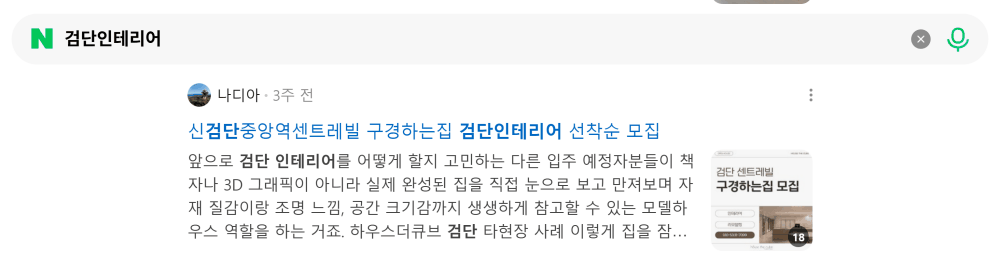 N 검단인테리어
나디아 · 3주 전
신검단중앙역센트레빌 구경하는집 검단인테리어 선착순 모집
앞으로 검단 인테리어를 어떻게 할지 고민하는 다른 입주 예정자분들이 책
자나 3D 그래픽이 아니라 실제 완성된 집을 직접 눈으로 보고 만져보며 자
재 질감이랑 조명 느낌, 공간 크기감까지 생생하게 참고할 수 있는 모델하
우스 역할을 하는 거죠. 하우스더큐브 검단 타현장 사례 이렇게 집을 잠...
검단 센트레빌
구경하는집 모집
18